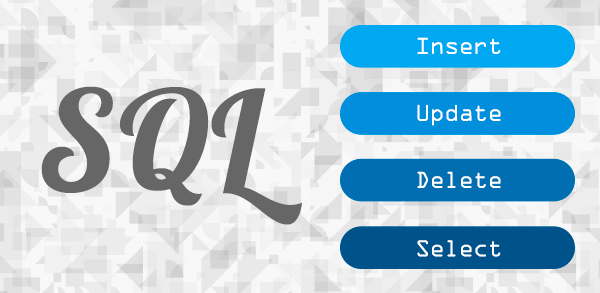 SQL
Insert
Update
Delete
Select